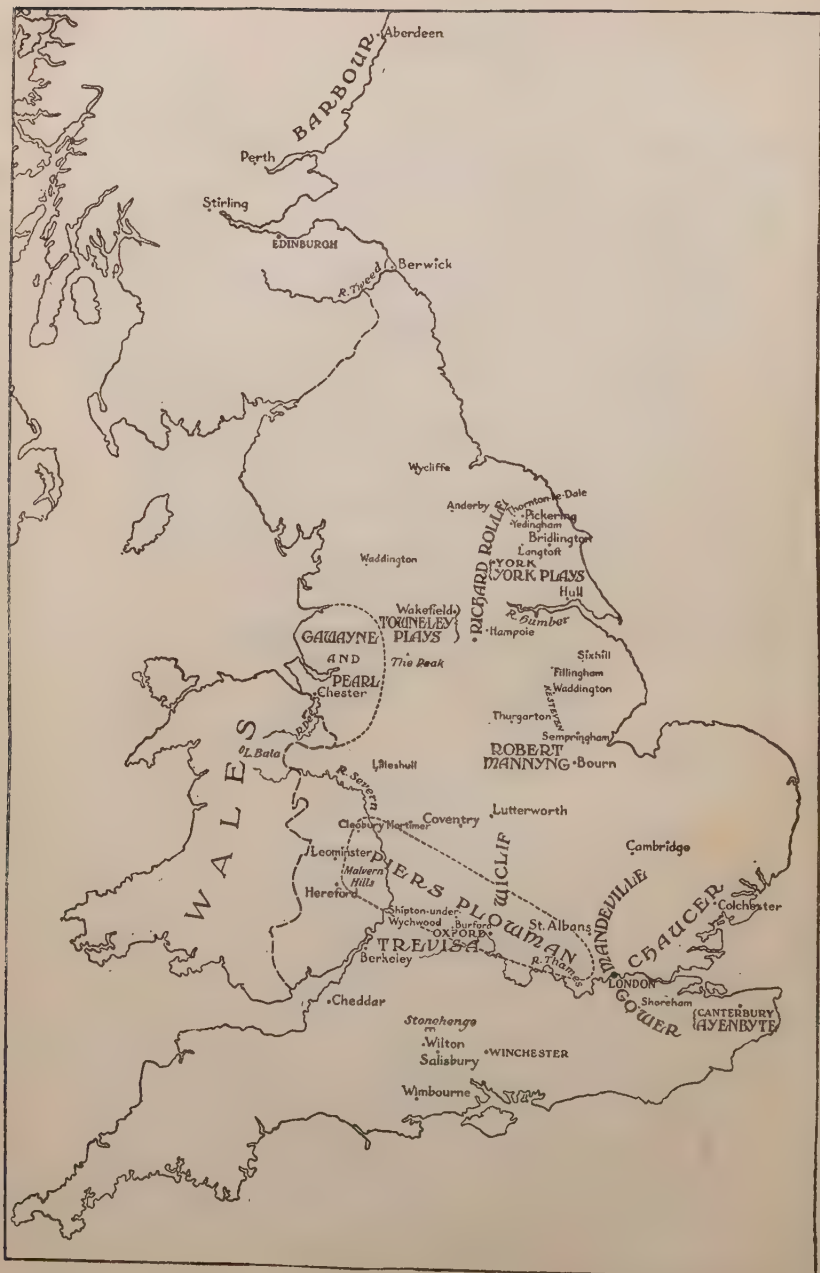 Aberdeen
BARBOUR
Perth
Stirling
EDINBURGH
Berwick
R. Tweed
Wycliffe
Anderby
Thornton-le-Dale
Pickering
Yedingham
Bridlington
Langtoft
RICHARD ROLLE
YORK
YORK PLAYS
Waddington
Hull
R. Humber
Wakefield
TOWNELEY
PLAYS
Hampole
GAWAYNE
AND
PEARL
The Peak
Chester
R. Dee
Sixhill
Fillingham
Waddington
KESTEVEN
Thurgarton
Sempringham
ROBERT
MANNYNG
Bourn
L. Bala
WALES
Lilleshull
R. Severn
Cleobury Mortimer
Coventry
Lutterworth
Leominster
Malvern
Hills
Hereford
PIERS PLOWMAN
WICLIF
Cambridge
MANDEVILLE
CHAUCER
Colchester
Shipton-under-
Wychwood
Burford
OXFORD
St. Albans
TREVISA
Berkeley
R. Thames
LONDON
GOWER
Shoreham
CANTERBURY
AYENBYTE
Cheddar
Stonehenge
Wilton
Salisbury
WINCHESTER
Wimbourne